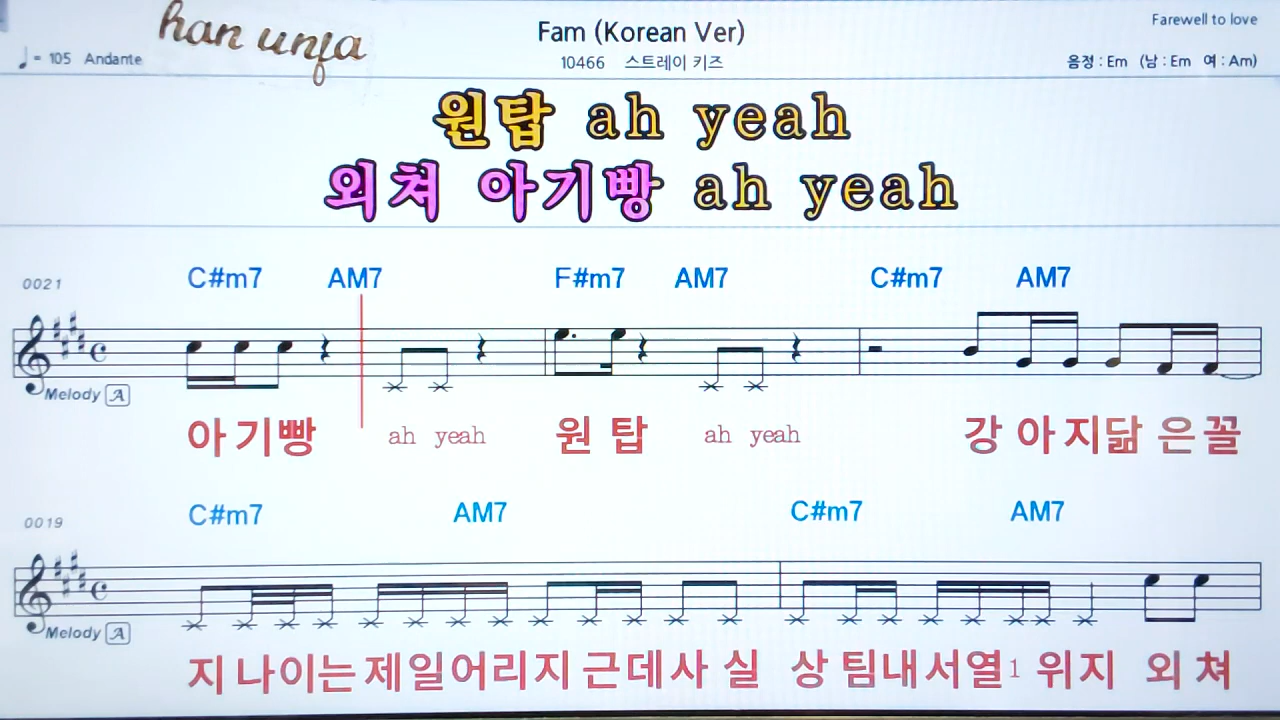 han unfa
Fam (Korean Ver)
Farewell to love
♩= 105 Andante
10466 스트레이 키즈
음정 : Em (남 : Em 여 : Am)
원탑 ah yeah
외쳐 아기빵 ah yeah
0021
C#m7 AM7 F#m7 AM7 C#m7 AM7
Melody A
아기빵 ah yeah 원탑 ah yeah 강아지닮은꼴
0019
C#m7 AM7 C#m7 AM7
Melody A
지나이는제일어리지근데사실 상팀내서열1위지 외쳐